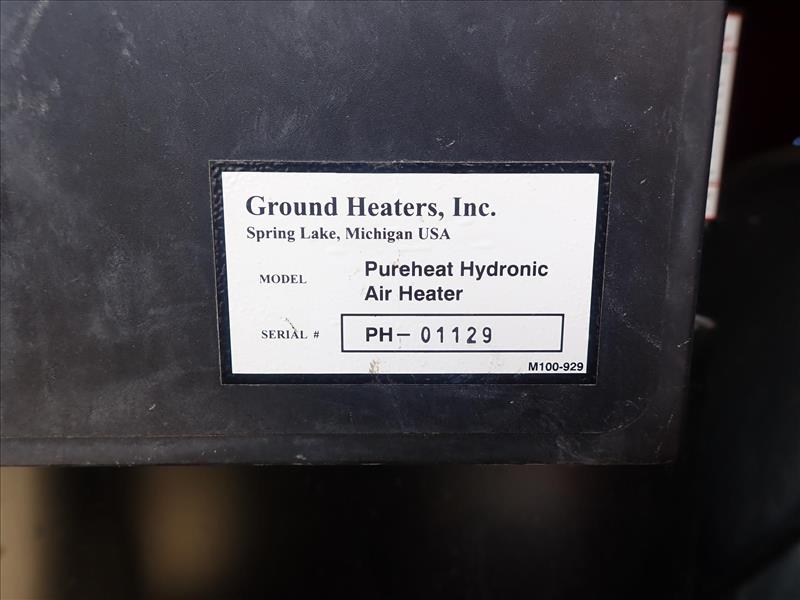 Ground Heaters, Inc.
Spring Lake, Michigan USA
MODEL Pureheat Hydronic
Air Heater
SERIAL # PH-01129
M100-929